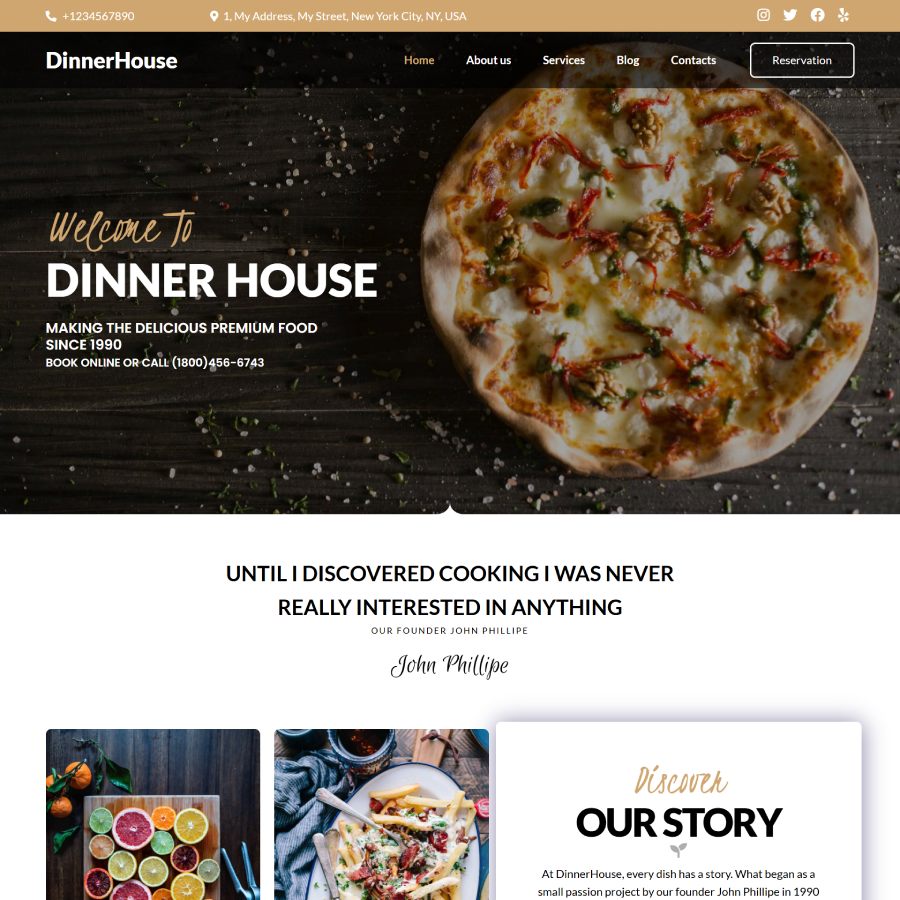 +1234567890
1, My Address, My Street, New York City, NY, USA
DinnerHouse
Home
About us
Services
Blog
Contacts
Reservation
Welcome To
DINNER HOUSE
MAKING THE DELICIOUS PREMIUM FOOD
SINCE 1990
BOOK ONLINE OR CALL (1800)456-6743
UNTIL I DISCOVERED COOKING I WAS NEVER
REALLY INTERESTED IN ANYTHING
OUR FOUNDER JOHN PHILLIPE
John Phillipe
Discover
OUR STORY
At DinnerHouse, every dish has a story. What began as a
small passion project by our founder John Phillipe in 1990